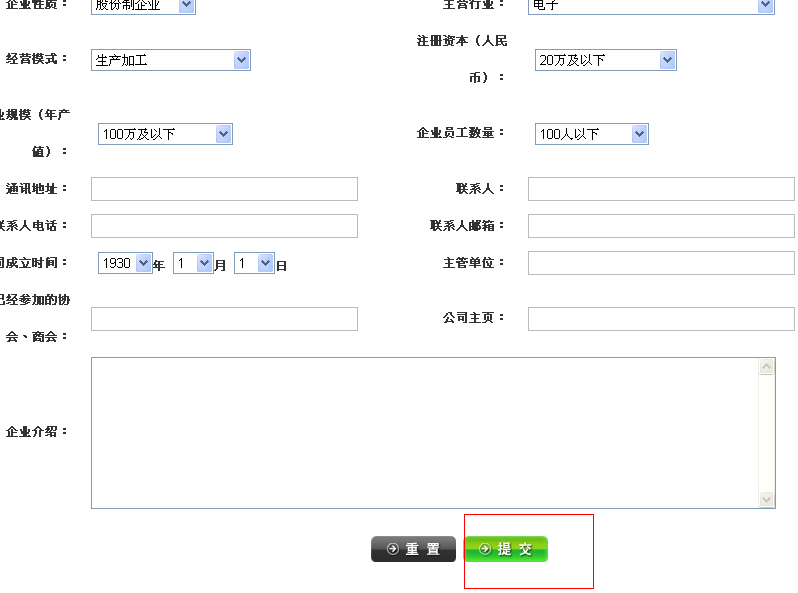 企业性质： 股份制企业 主营行业： 电子
注册资本（人民
经营模式： 生产加工 20万及以下
币）：
业规模（年产
100万及以下 企业员工数量： 100人以下
值）：
通讯地址： 联系人：
联系人电话： 联系人邮箱：
司成立时间： 1930 年 1 月 1 日 主管单位：
已经参加的协
公司主页：
会、商会：
企业介绍：
重 置 提 交